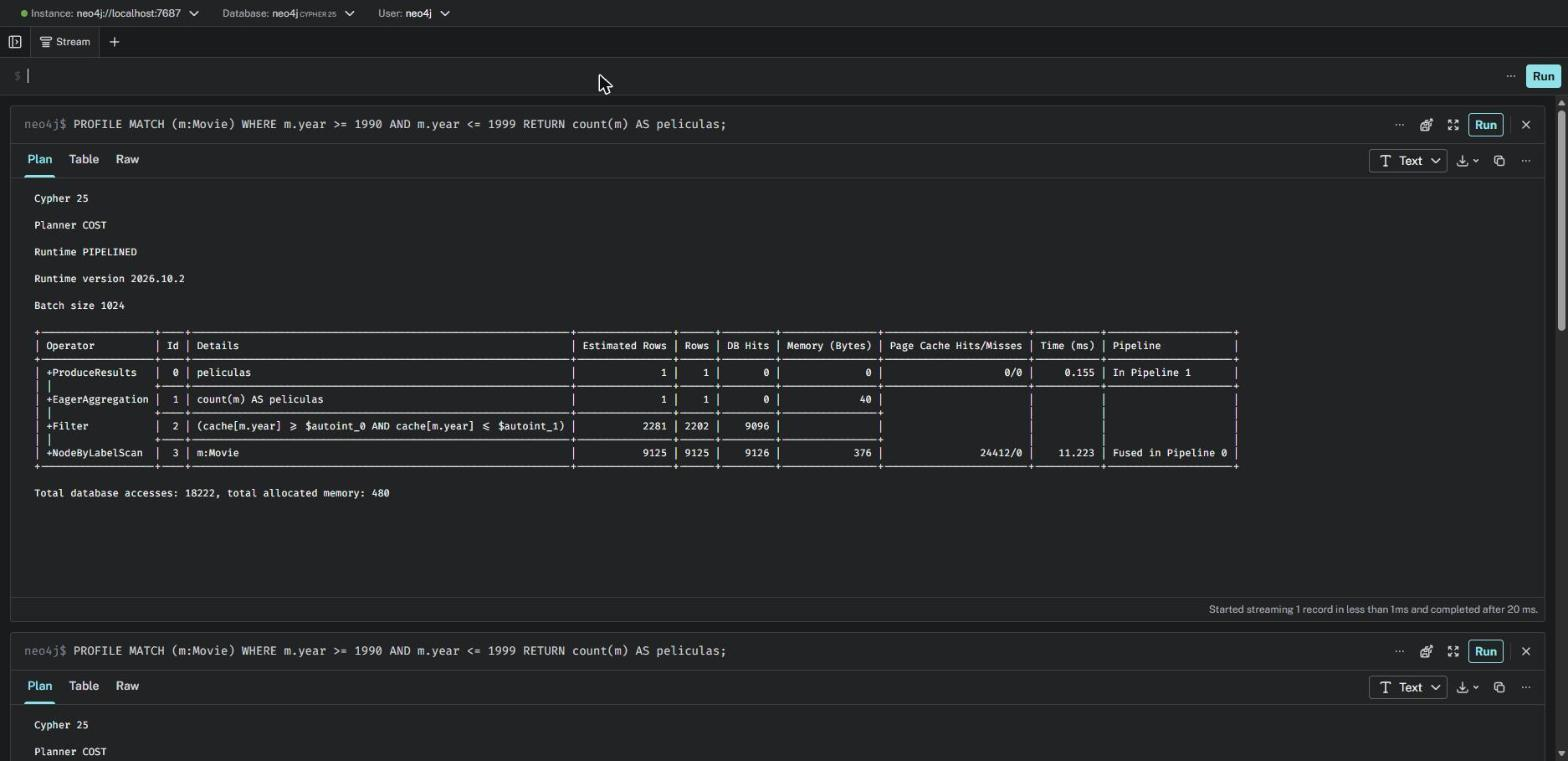 Instance: neo4j://localhost:7687 Database: neo4j CYPHER 25 User: neo4j
Stream
$
Run
neo4j$ PROFILE MATCH (m:Movie) WHERE m.year >= 1990 AND m.year <= 1999 RETURN count(m) AS peliculas;
Run
Plan Table Raw
Text
Cypher 25
Planner COST
Runtime PIPELINED
Runtime version 2026.10.2
Batch size 1024
| Operator | Id | Details | Estimated Rows | Rows | DB Hits | Memory (Bytes) | Page Cache Hits/Misses | Time (ms) | Pipeline |
| +ProduceResults | 0 | peliculas | 1 | 1 | 0 | 0 | 0/0 | 0.155 | In Pipeline 1 |
| +EagerAggregation | 1 | count(m) AS peliculas | 1 | 1 | 0 | 40 | | | |
| +Filter | 2 | (cache[m.year] >= $autoint_0 AND cache[m.year] <= $autoint_1) | 2281 | 2202 | 9096 | | | | |
| +NodeByLabelScan | 3 | m:Movie | 9125 | 9125 | 9126 | 376 | 24412/0 | 11.223 | Fused in Pipeline 0 |
Total database accesses: 18222, total allocated memory: 480
Started streaming 1 record in less than 1ms and completed after 20 ms.
neo4j$ PROFILE MATCH (m:Movie) WHERE m.year >= 1990 AND m.year <= 1999 RETURN count(m) AS peliculas;
Run
Plan Table Raw
Text
Cypher 25
Planner COST